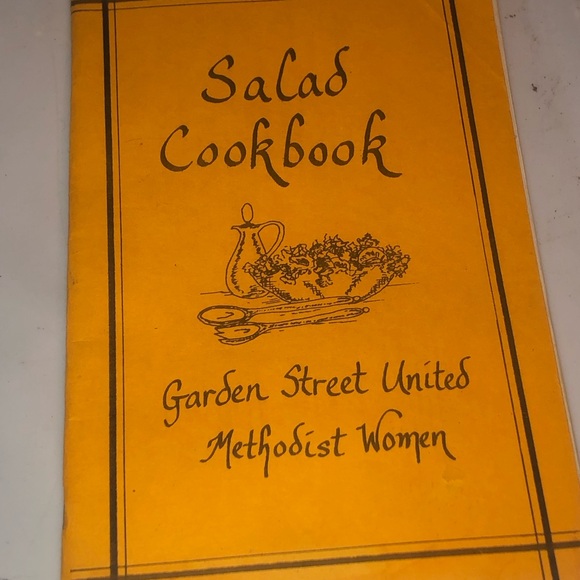 Salad
Cookbook
Garden Street United
Methodist Women